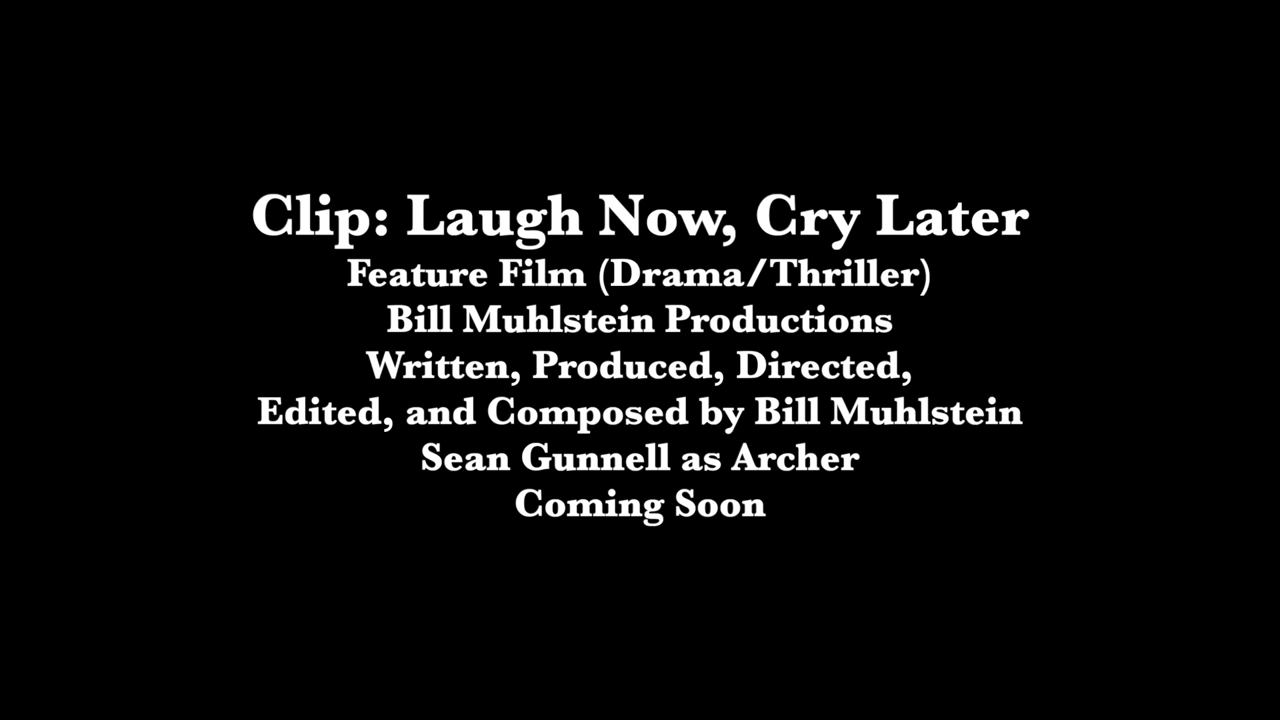 Clip: Laugh Now, Cry Later
Feature Film (Drama/Thriller)
Bill Muhlstein Productions
Written, Produced, Directed,
Edited, and Composed by Bill Muhlstein
Sean Gunnell as Archer
Coming Soon